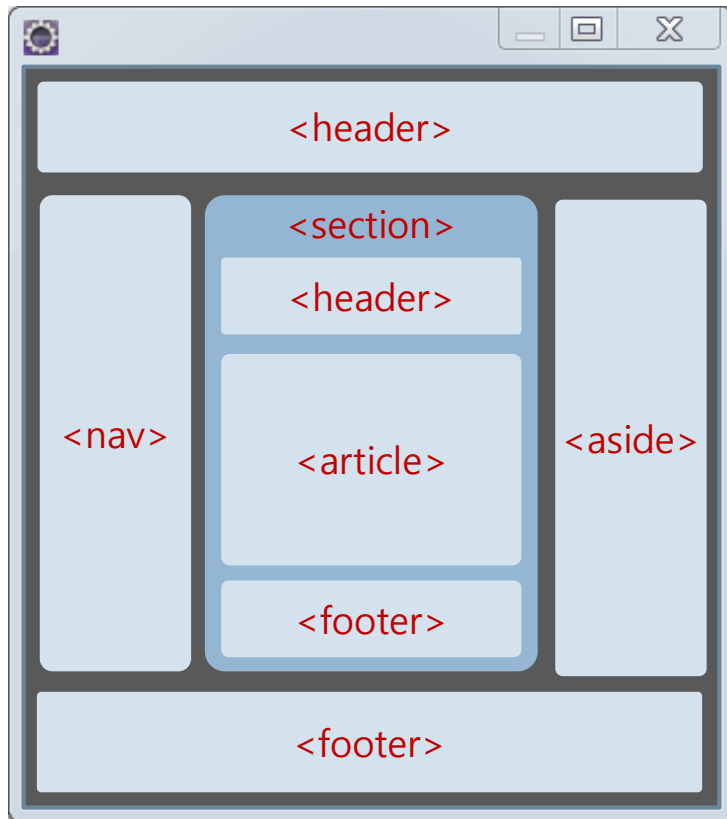 <header>
<section>
<header>
<nav>
<article>
<aside>
<footer>
<footer>